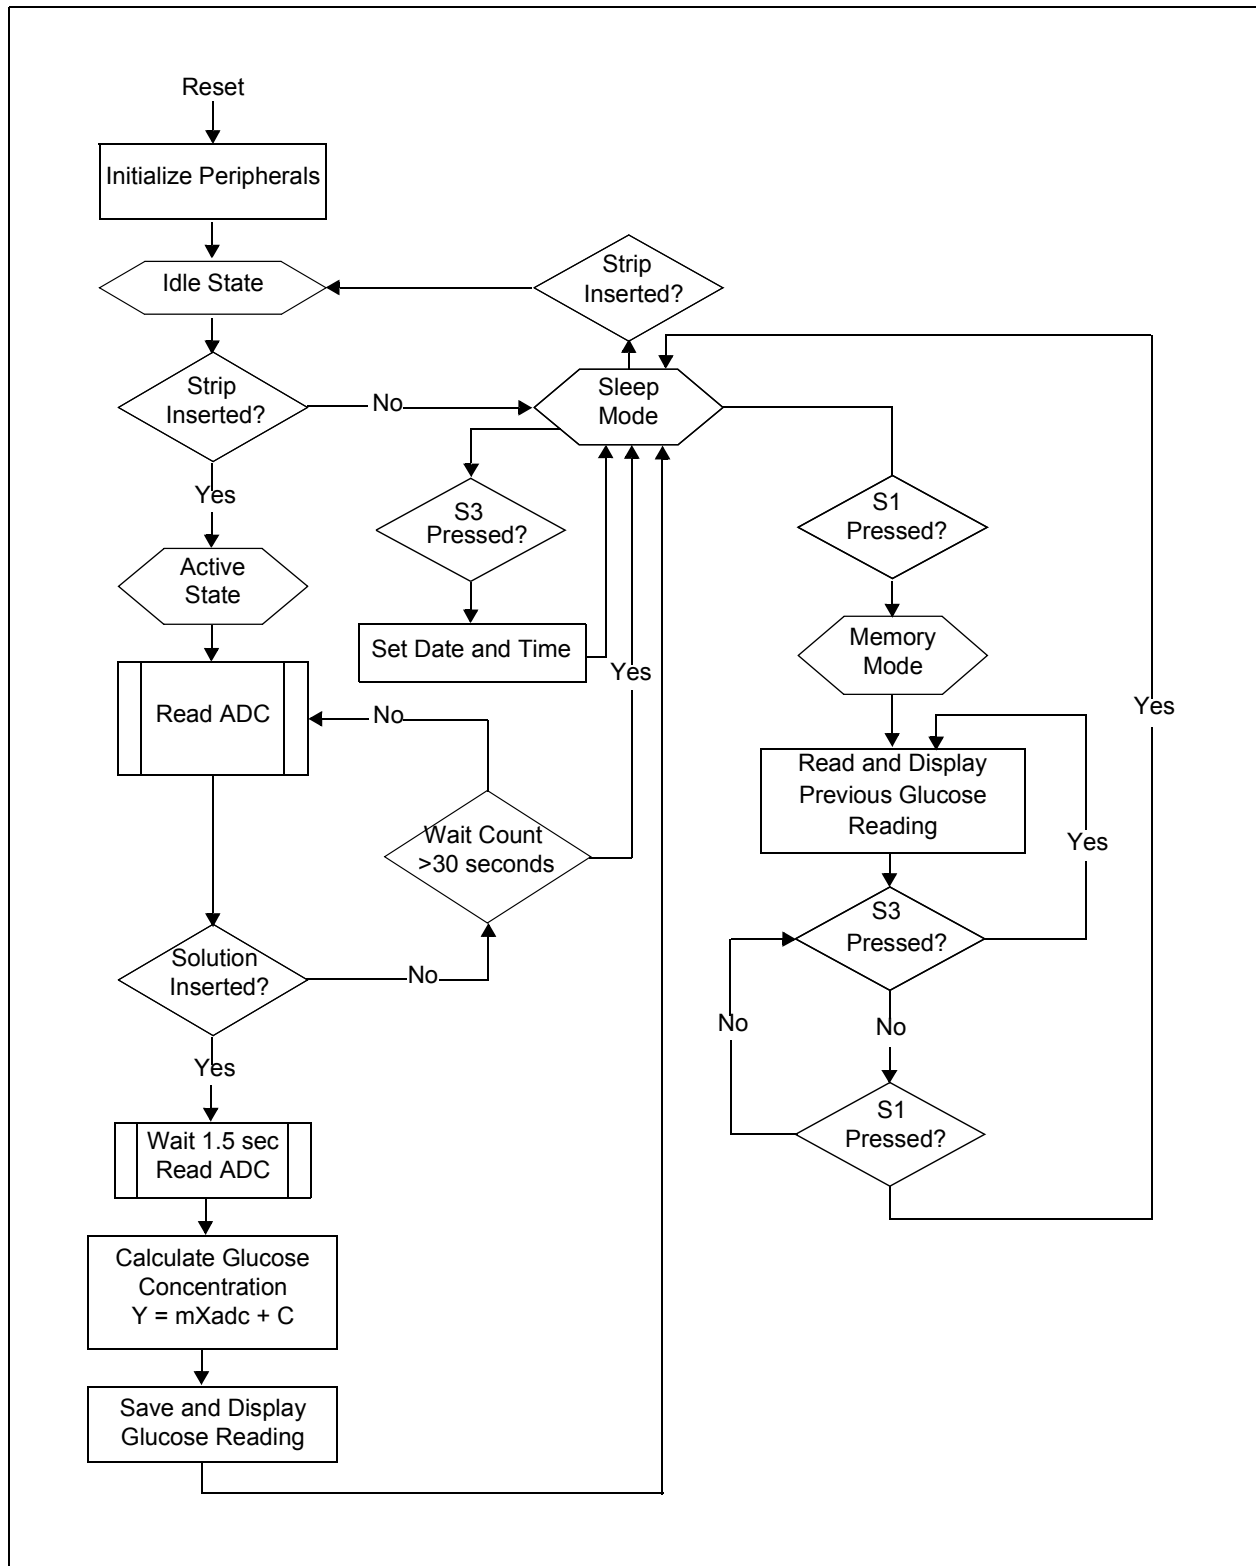 Reset
Initialize Peripherals
Idle State
Strip
Inserted?
Strip
Inserted?
No
Sleep
Mode
Yes
S3
Pressed?
S1
Pressed?
Active
State
Set Date and Time
Yes
Memory
Mode
Read ADC
No
Yes
Read and Display
Previous Glucose
Reading
Wait Count
>30 seconds
Yes
S3
Pressed?
Solution
Inserted?
No
No
No
Yes
S1
Pressed?
Wait 1.5 sec
Read ADC
Calculate Glucose
Concentration
Y = mXadc + C
Save and Display
Glucose Reading